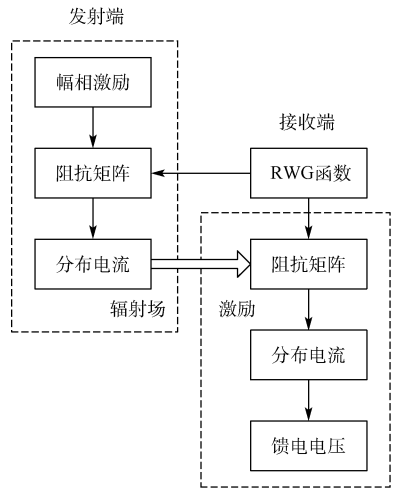 发射端
幅相激励
接收端
阻抗矩阵
RWG函数
分布电流
阻抗矩阵
辐射场
激励
分布电流
馈电电压